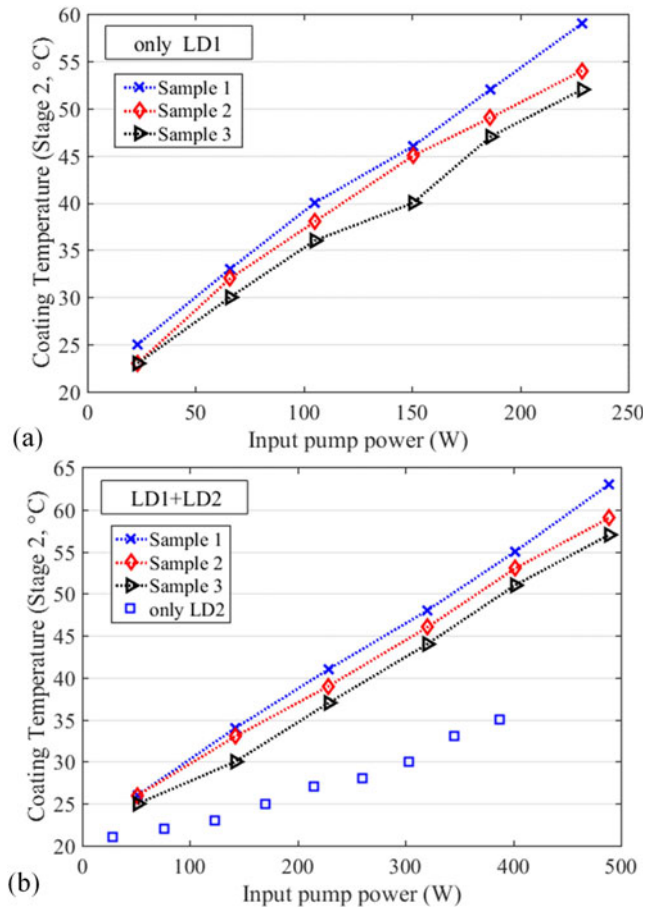 60
only LD1
55
Sample 1
50
Sample 2
Sample 3
45
40
35
30
25
20
0 50 100 150 200 250
Coating Temperature (Stage 2, °C)
Input pump power (W)
(a)
65
LD1+LD2
60
Sample 1
55
Sample 2
Sample 3
50
only LD2
45
40
35
30
25
20
0 100 200 300 400 500
Coating Temperature (Stage 2, °C)
Input pump power (W)
(b)